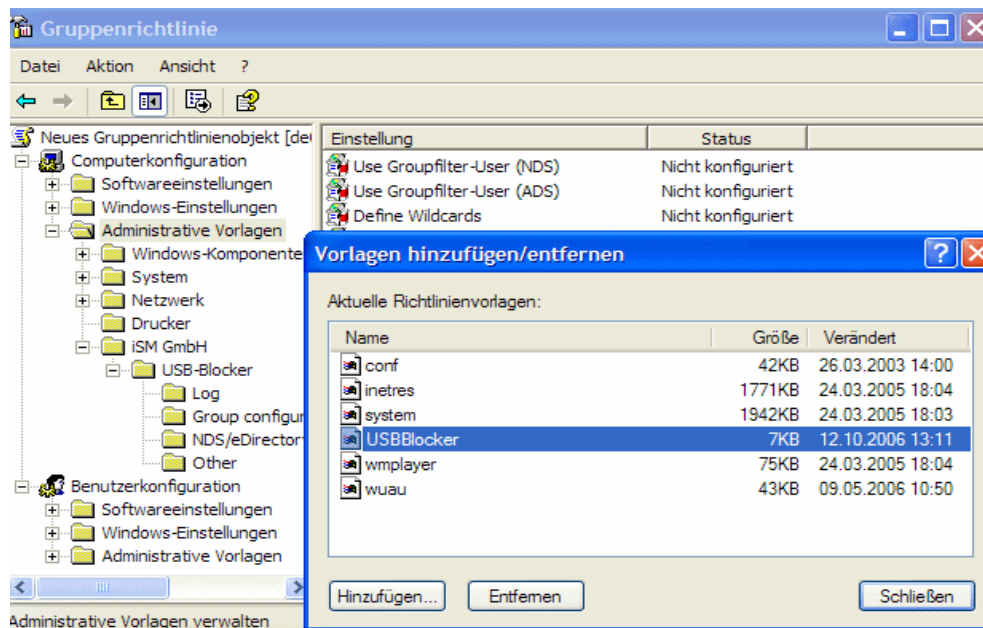 Gruppenrichtlinie
Datei Aktion Ansicht ?
Neues Gruppenrichtlinienobjekt [de
Computerkonfiguration
Softwareeinstellungen
Windows-Einstellungen
Administrative Vorlagen
Windows-Komponente
System
Netzwerk
Drucker
iSM GmbH
USB-Blocker
Log
Group configur
NDS/eDirector
Other
Benutzerkonfiguration
Softwareeinstellungen
Windows-Einstellungen
Administrative Vorlagen
Einstellung Status
Use Groupfilter-User (NDS) Nicht konfiguriert
Use Groupfilter-User (ADS) Nicht konfiguriert
Define Wildcards Nicht konfiguriert
Vorlagen hinzufügen/entfernen
Aktuelle Richtlinienvorlagen:
Name Größe Verändert
conf 42KB 26.03.2003 14:00
inetres 1771KB 24.03.2005 18:04
system 1942KB 24.03.2005 18:03
USBBlocker 7KB 12.10.2006 13:11
wmplayer 75KB 24.03.2005 18:04
wuau 43KB 09.05.2006 10:50
Hinzufügen... Entfernen Schließen
Administrative Vorlagen verwalten